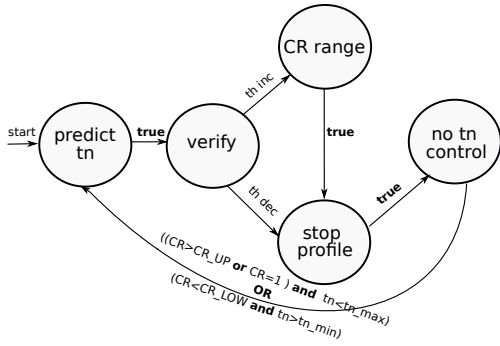 CR range
th inc
start
predict
tn
true
verify
true
no tn
control
th dec
true
stop
profile
((CR>CR_UP or CR=1 ) and tn<tn_max)
OR
(CR<CR_LOW and tn>tn_min)